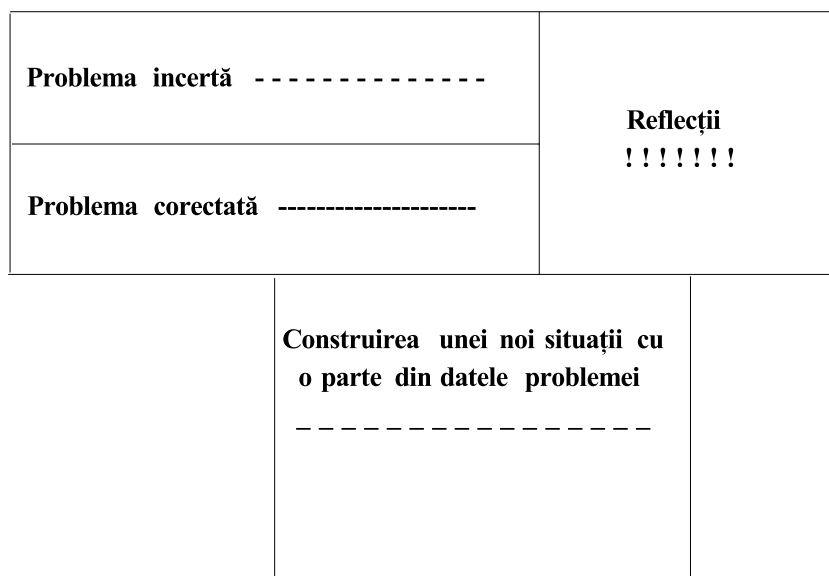 Problema incertă - - - - - - - - - - - - - -
Reflecții
! ! ! ! ! ! !
Problema corectată ---------------------
Construirea unei noi situații cu
o parte din datele problemei
_ _ _ _ _ _ _ _ _ _ _ _ _ _ _ _